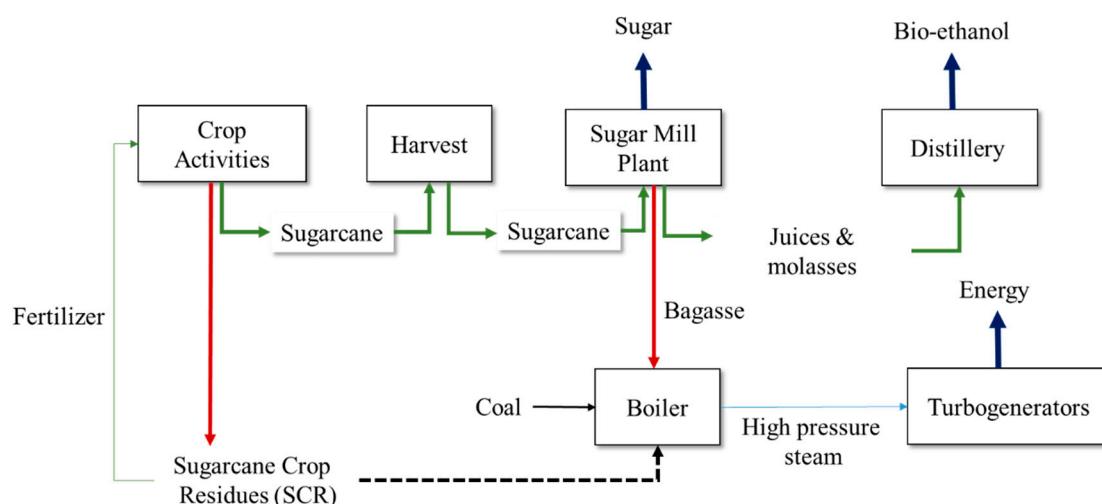 Sugar
Bio-ethanol
Crop
Activities
Harvest
Sugar Mill
Plant
Distillery
Sugarcane
Sugarcane
Juices &
molasses
Energy
Fertilizer
Bagasse
Coal
Boiler
Turbogenerators
High pressure
steam
Sugarcane Crop
Residues (SCR)